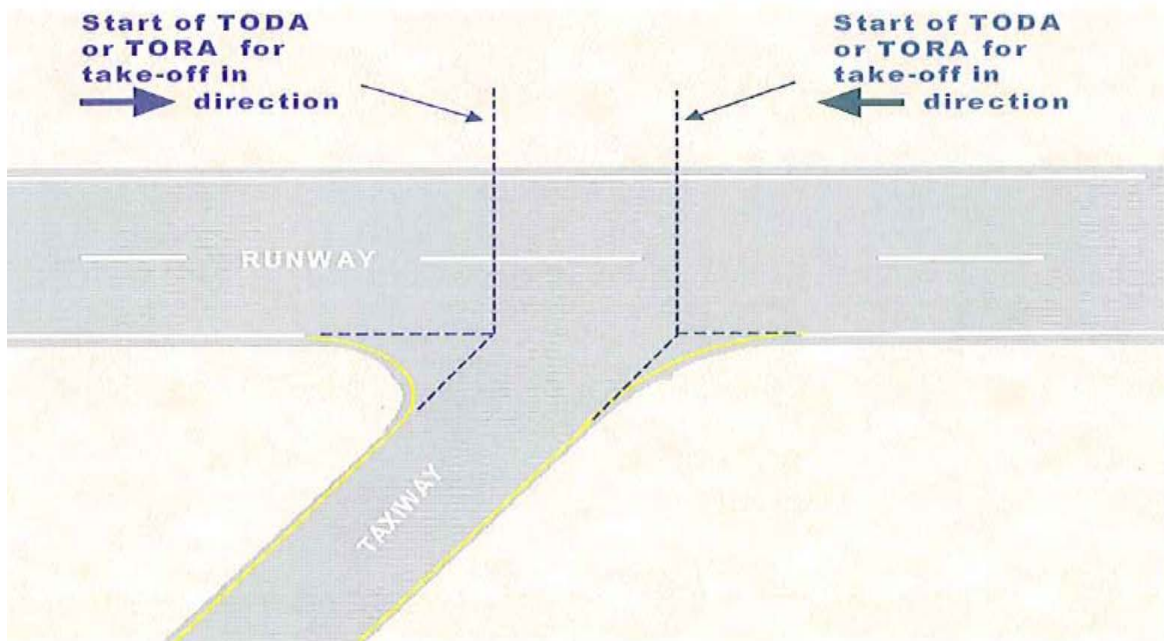 Start of TODA
or TORA for
take-off in
direction
Start of TODA
or TORA for
take-off in
direction
RUNWAY
TAXIWAY